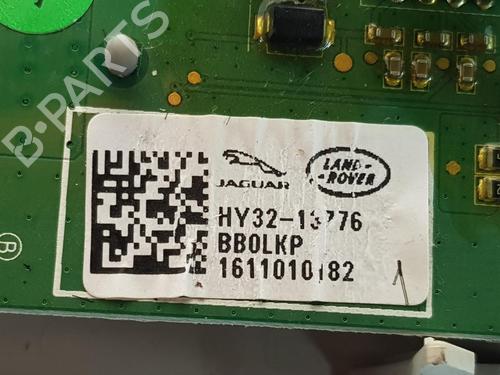 B-PARTS
JAGUAR
LAND-
-ROVER
HY32-13776
BB0LKP
1611010182
R